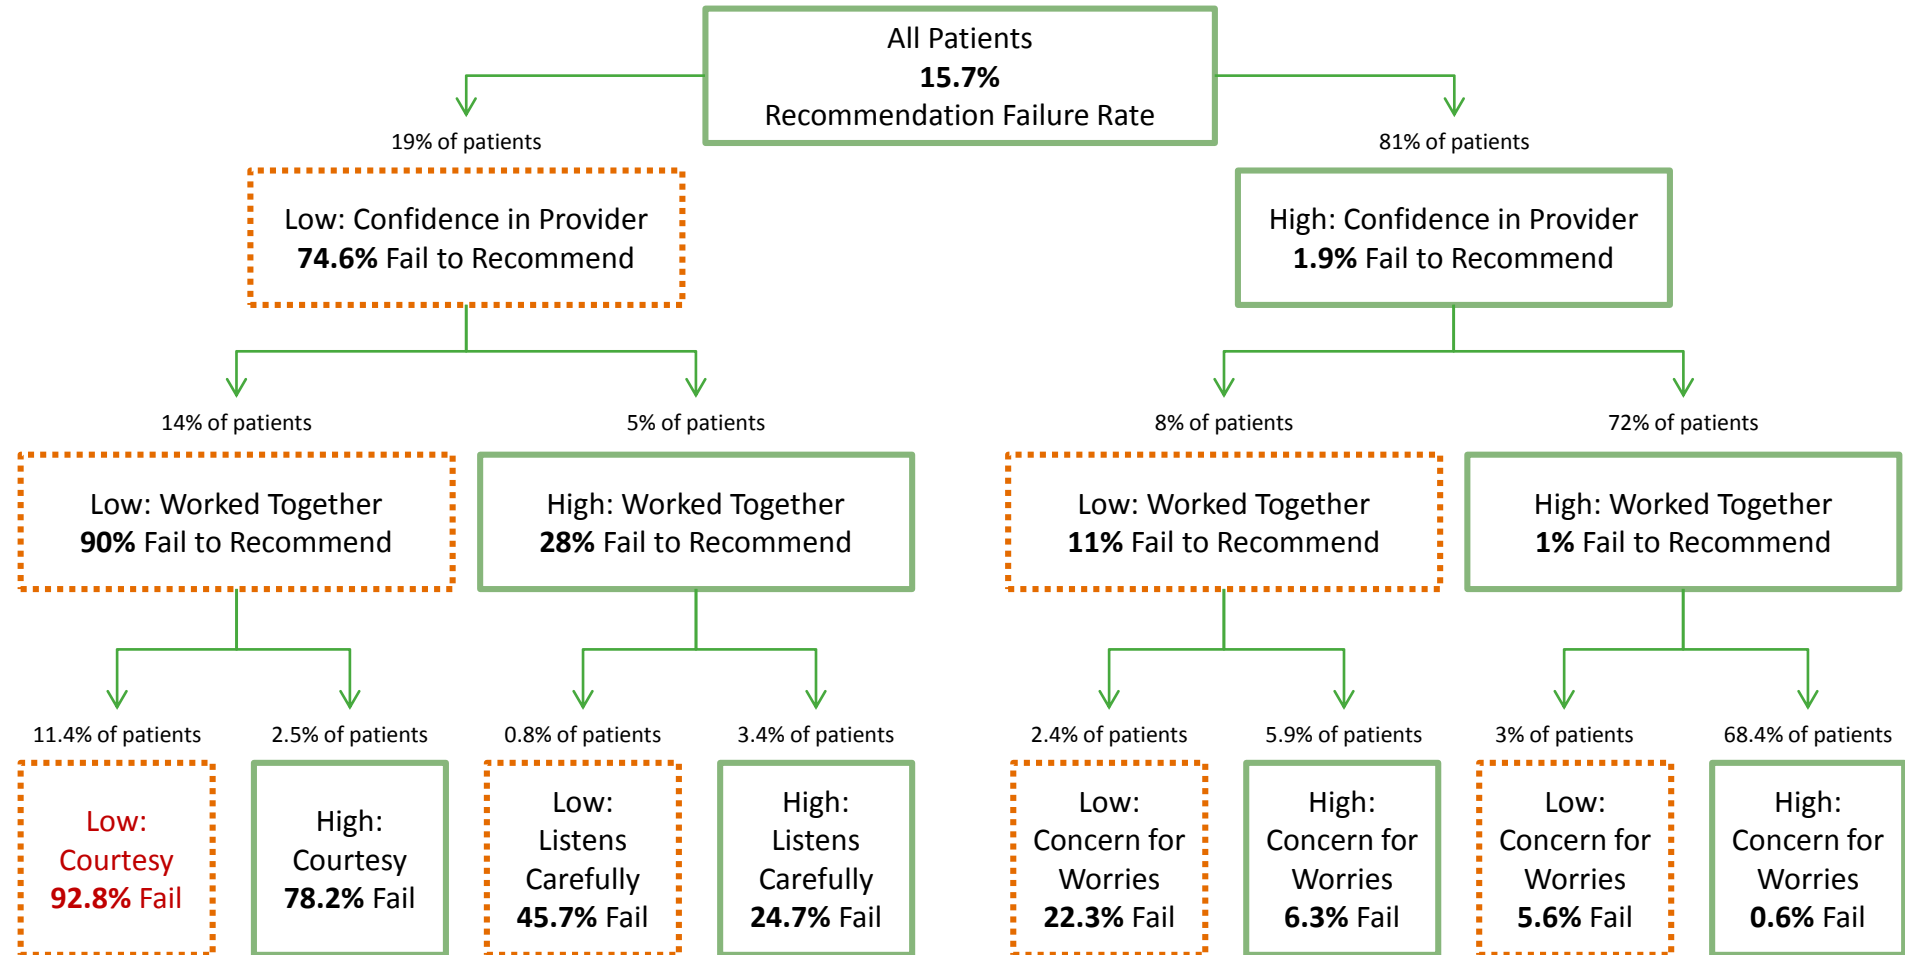 All Patients
15.7%
Recommendation Failure Rate
19% of patients
81% of patients
Low: Confidence in Provider
74.6% Fail to Recommend
High: Confidence in Provider
1.9% Fail to Recommend
14% of patients
5% of patients
8% of patients
72% of patients
Low: Worked Together
90% Fail to Recommend
High: Worked Together
28% Fail to Recommend
Low: Worked Together
11% Fail to Recommend
High: Worked Together
1% Fail to Recommend
11.4% of patients
2.5% of patients
0.8% of patients
3.4% of patients
2.4% of patients
5.9% of patients
3% of patients
68.4% of patients
Low:
Courtesy
92.8% Fail
High:
Courtesy
78.2% Fail
Low:
Listens
Carefully
45.7% Fail
High:
Listens
Carefully
24.7% Fail
Low:
Concern for
Worries
22.3% Fail
High:
Concern for
Worries
6.3% Fail
Low:
Concern for
Worries
5.6% Fail
High:
Concern for
Worries
0.6% Fail